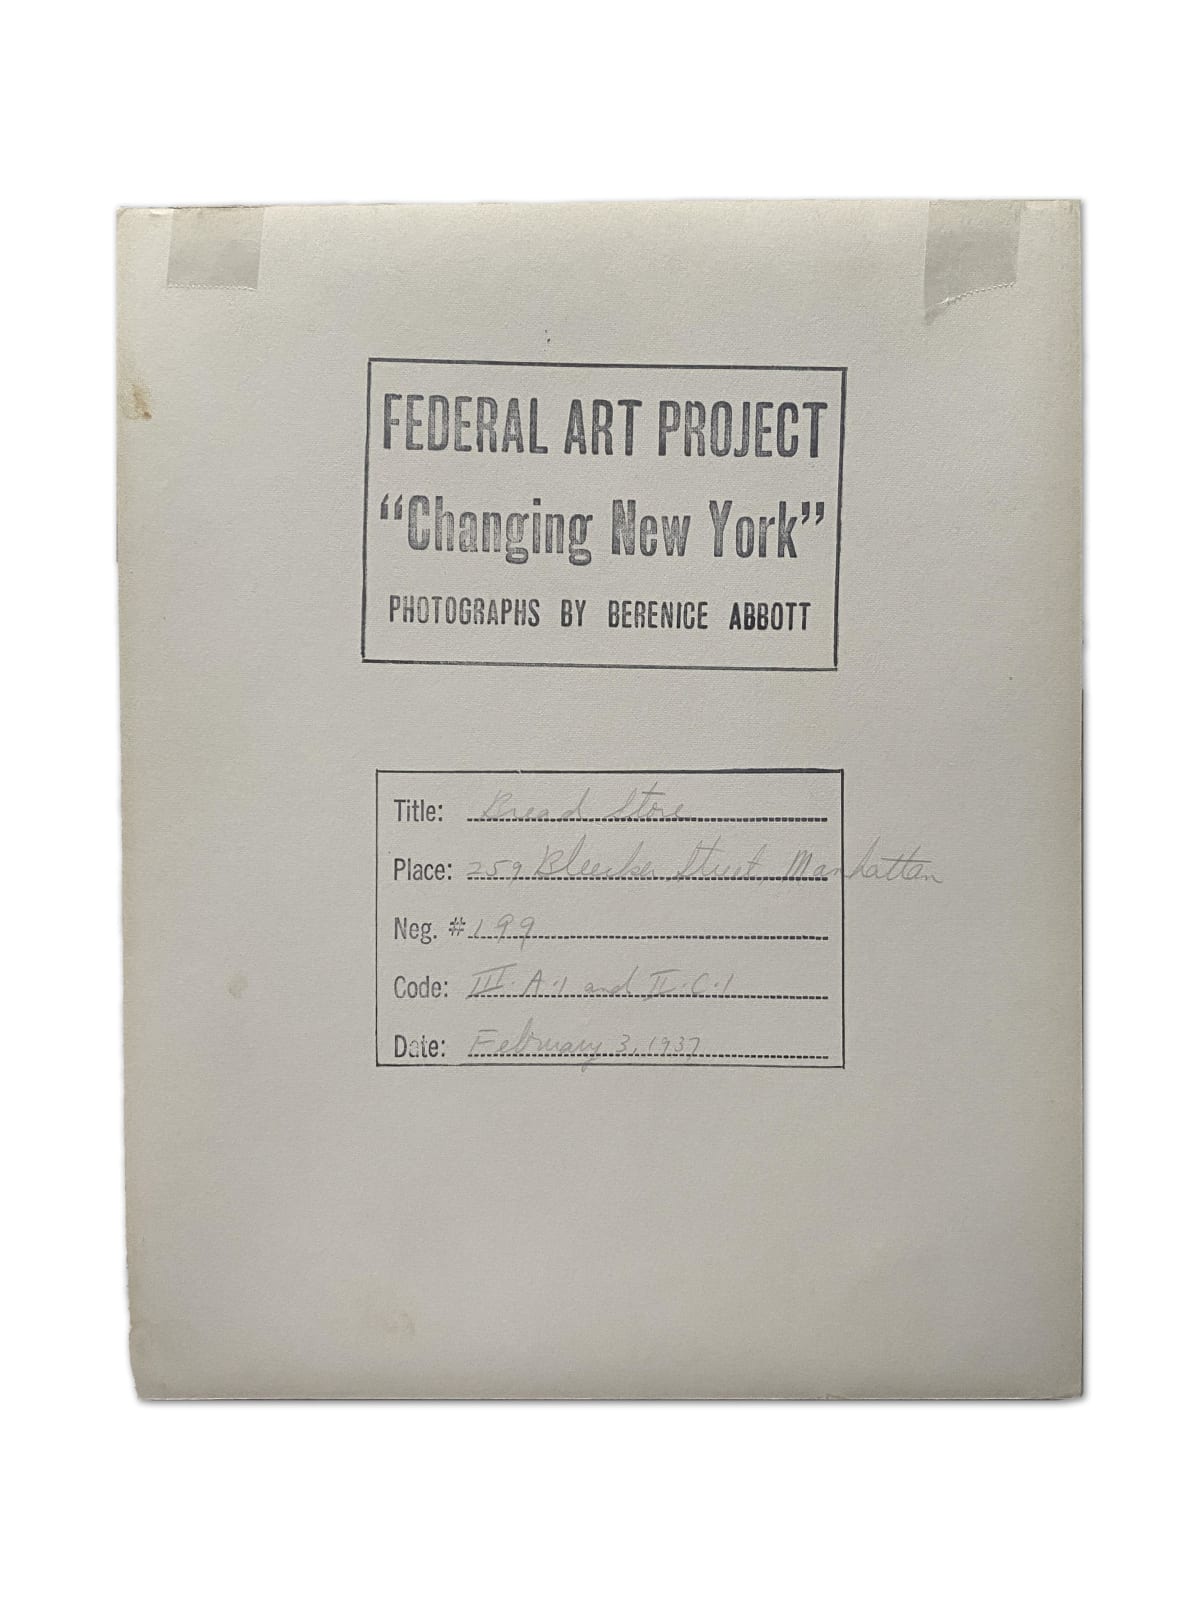 FEDERAL ART PROJECT
“Changing New York”
PHOTOGRAPHS BY BERENICE ABBOTT
Title: Bread Store
Place: 259 Bleecker Street, Manhattan
Neg. # 199
Code: III·A·1 and II·C·1
Date: February 3, 1937